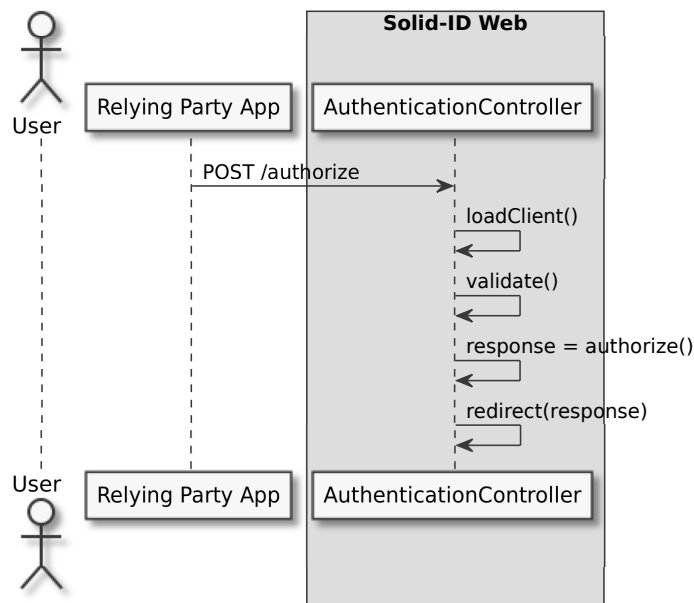 Solid-ID Web
User
Relying Party App
AuthenticationController
POST /authorize
loadClient()
validate()
response = authorize()
redirect(response)
User
Relying Party App
AuthenticationController